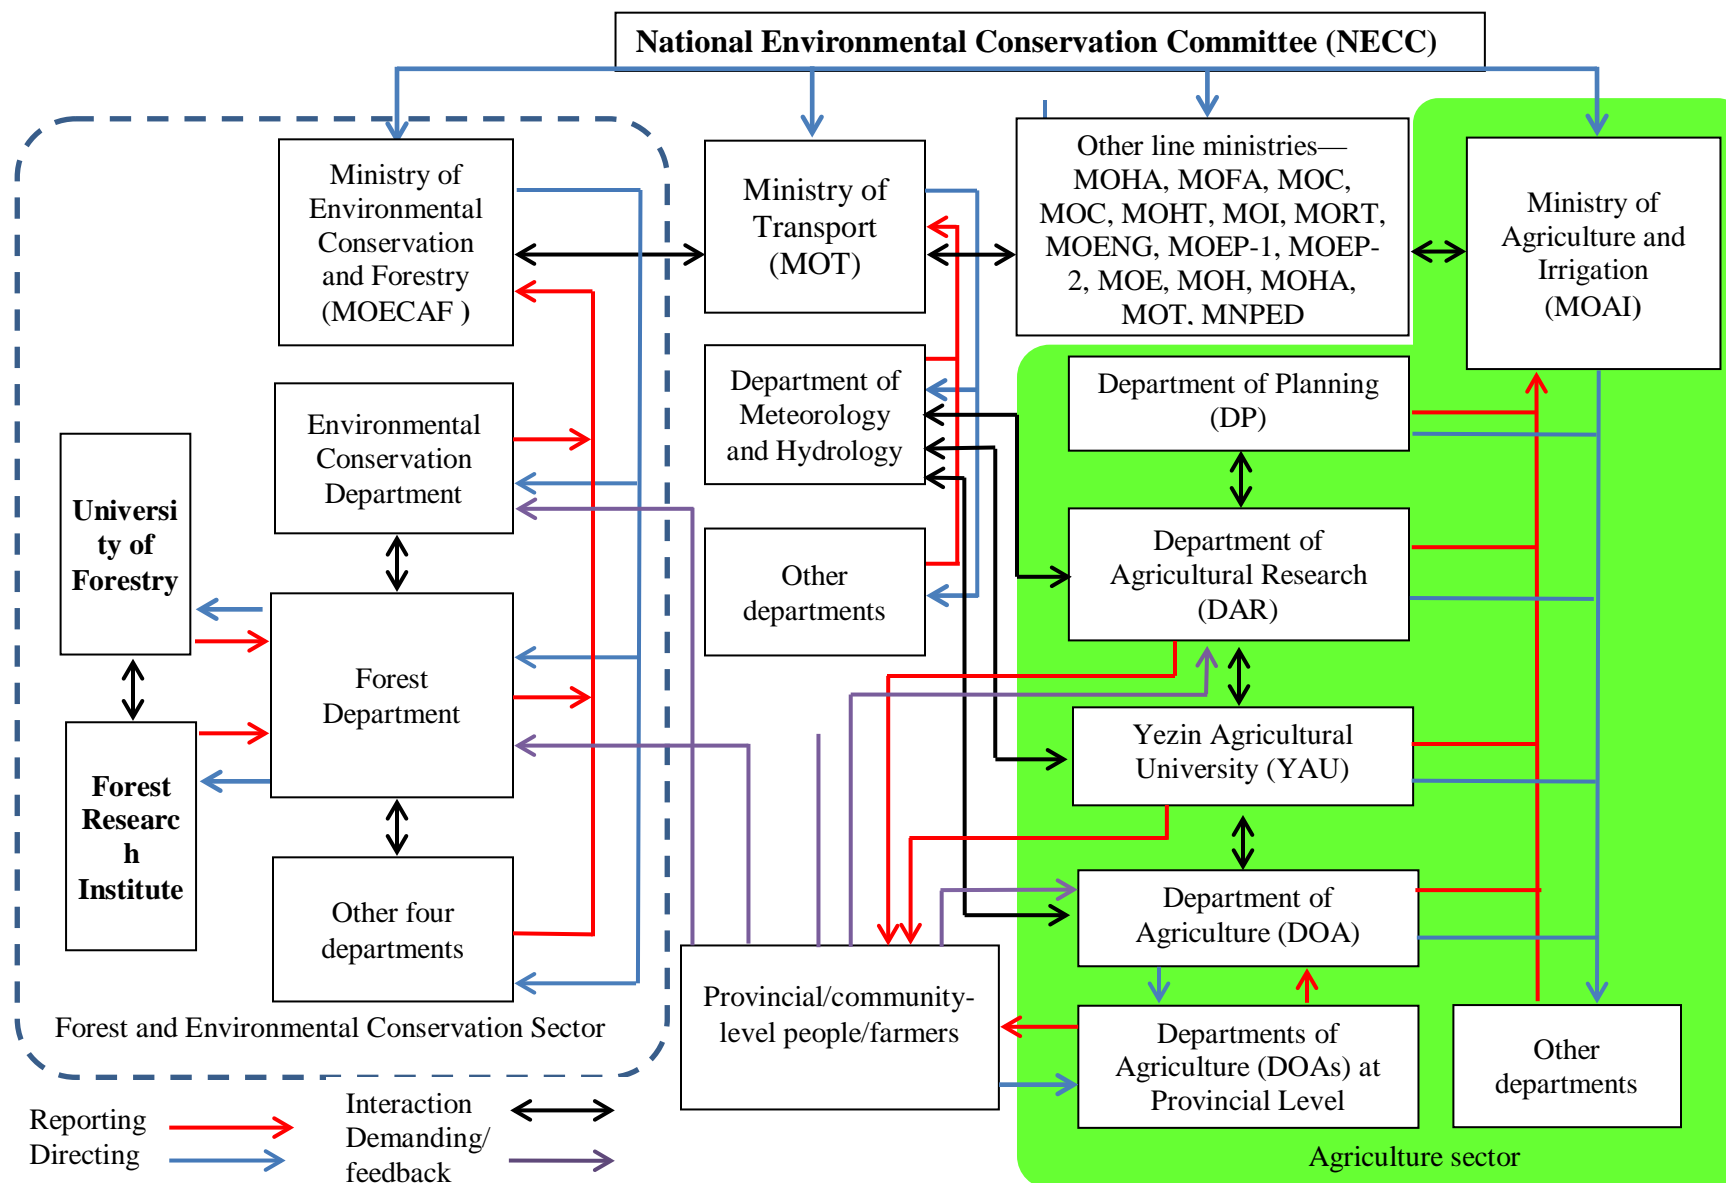 National Environmental Conservation Committee (NECC)
Ministry of
Environmental
Conservation
and Forestry
(MOECAF )
Ministry of
Transport
(MOT)
Other line ministries—
MOHA, MOFA, MOC,
MOC, MOHT, MOI, MORT,
MOENG, MOEP-1, MOEP-
2, MOE, MOH, MOHA,
MOT, MNPED
Ministry of
Agriculture and
Irrigation
(MOAI)
Department of
Meteorology
and Hydrology
Department of Planning
(DP)
Environmental
Conservation
Department
Universi
ty of
Forestry
Other
departments
Department of
Agricultural Research
(DAR)
Forest
Department
Yezin Agricultural
University (YAU)
Forest
Researc
h
Institute
Other four
departments
Department of
Agriculture (DOA)
Provincial/community-
level people/farmers
Departments of
Agriculture (DOAs) at
Provincial Level
Other
departments
Forest and Environmental Conservation Sector
Agriculture sector
Reporting
Directing
Interaction
Demanding/
feedback